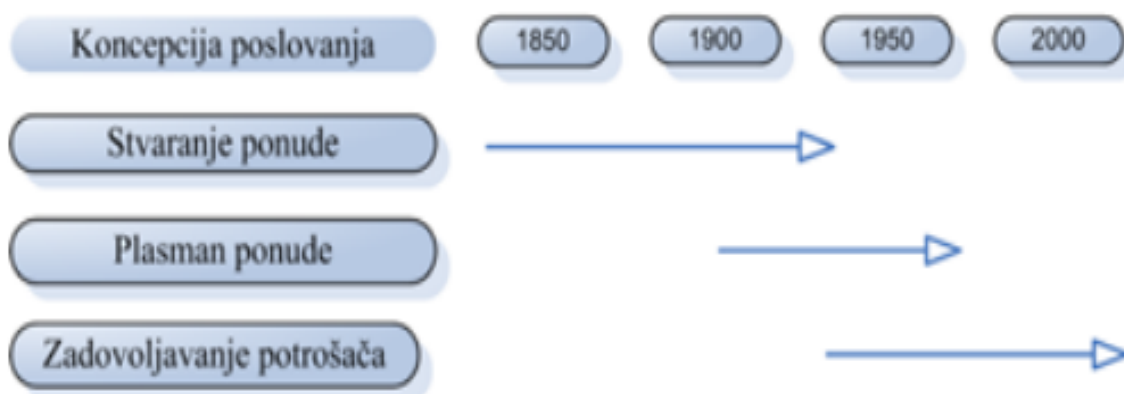 Koncepcija poslovanja 1850 1900 1950 2000
Stvaranje ponude
Plasman ponude
Zadovoljavanje potrošača